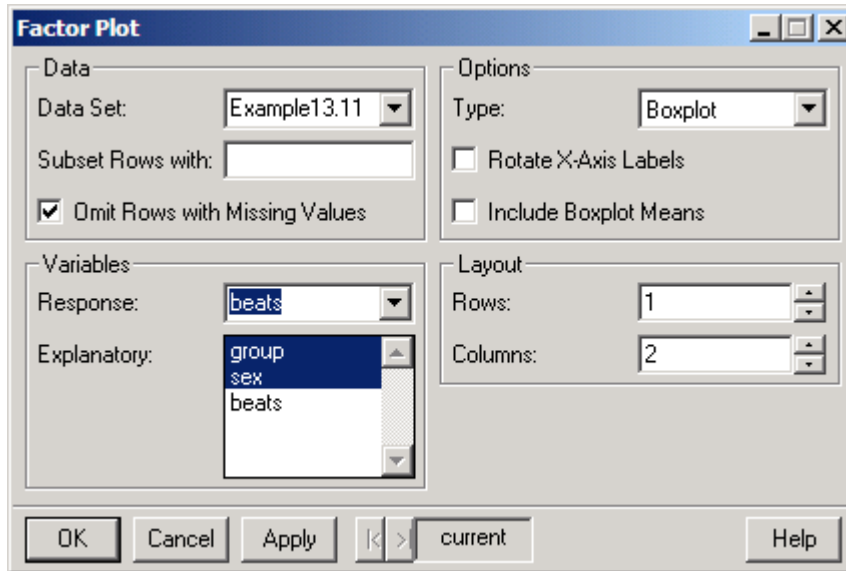 Factor Plot
Data
Data Set: Example13.11
Subset Rows with:
Omit Rows with Missing Values
Variables
Response: beats
Explanatory: group
sex
beats
Options
Type: Boxplot
Rotate X-Axis Labels
Include Boxplot Means
Layout
Rows: 1
Columns: 2
OK Cancel Apply current Help